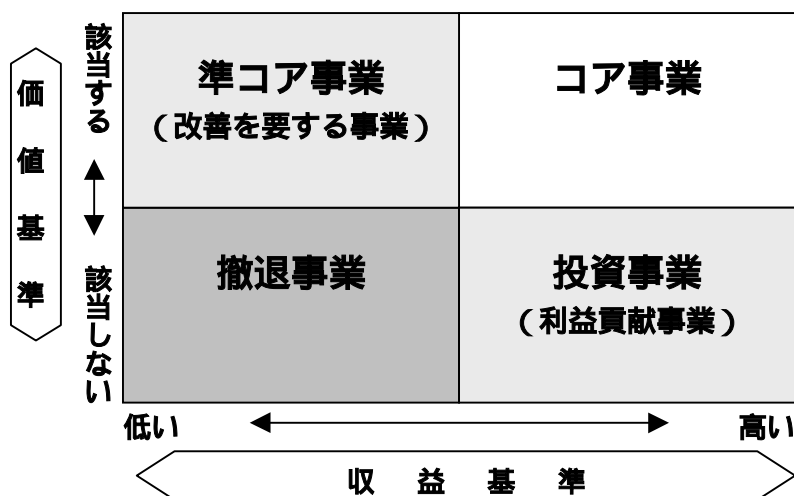 価値基準
該当する
該当しない
準コア事業
（改善を要する事業）
コア事業
撤退事業
投資事業
（利益貢献事業）
低い
高い
収益基準